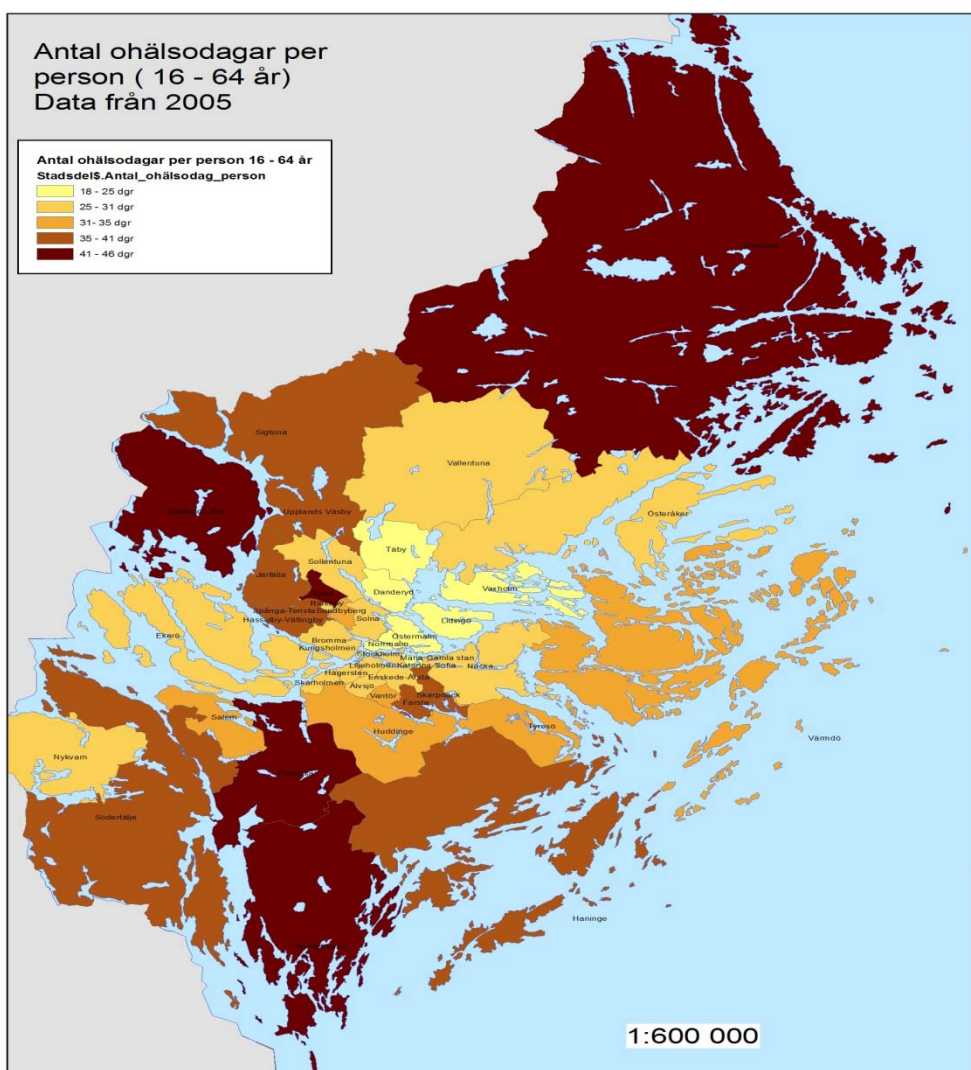 Antal ohälsodagar per
person ( 16 - 64 år)
Data från 2005
Antal ohälsodagar per person 16 - 64 år
Stadsdel$.Antal_ohälsodag_person
18 - 25 dgr
25 - 31 dgr
31- 35 dgr
35 - 41 dgr
41 - 46 dgr
Sigtuna
Vallentuna
Upplands Väsby
Österåker
Täby
Sollentuna
Järfälla
Danderyd
Vaxholm
Rinkeby
Spånga-Tensta
Sundbyberg
Hässelby-Vällingby
Solna
Lidingö
Ekerö
Östermalm
Bromma
Norrmalm
Kungsholmen
Stockholm
Maria-Gamla stan
Liljeholmen
Katarina-Sofia
Nacka
Hägersten
Enskede-Årsta
Skärholmen
Älvsjö
Vantör
Skarpnäck
Farsta
Salem
Huddinge
Tyresö
Värmdö
Nykvarn
Södertälje
Haninge
1:600 000